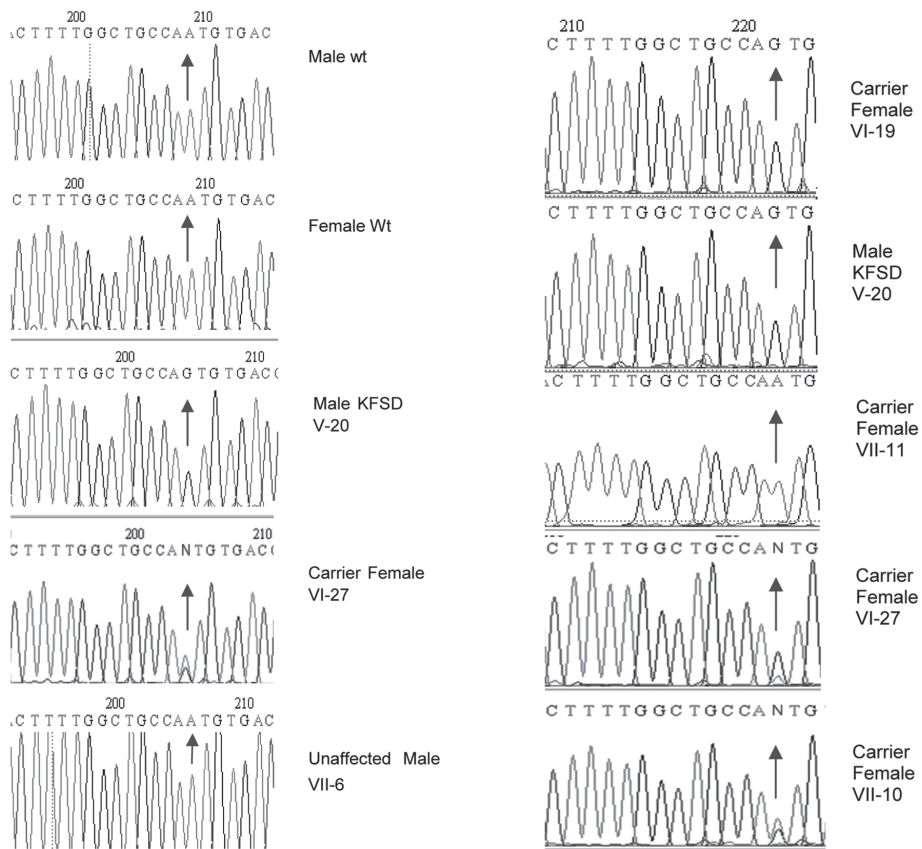 200 210
CTTTTGGCTGCCAATGTGAC
Male wt
200 210
CTTTTGGCTGCCAATGTGAC
Female Wt
200 210
CTTTTGGCTGCCAGTGTGAC
Male KFSD
V-20
200 210
CTTTTGGCTGCCANTGTGAC
Carrier Female
VI-27
200 210
CTTTTGGCTGCCAATGTGAC
Unaffected Male
VII-6
210 220
CTTTTGGCTGCCAGTG
Carrier
Female
VI-19
CTTTTGGCTGCCAGTG
Male
KFSD
V-20
CTTTTGGCTGCCAATG
Carrier
Female
VII-11
CTTTTGGCTGCCANTG
Carrier
Female
VI-27
CTTTTGGCTGCCANTG
Carrier
Female
VII-10